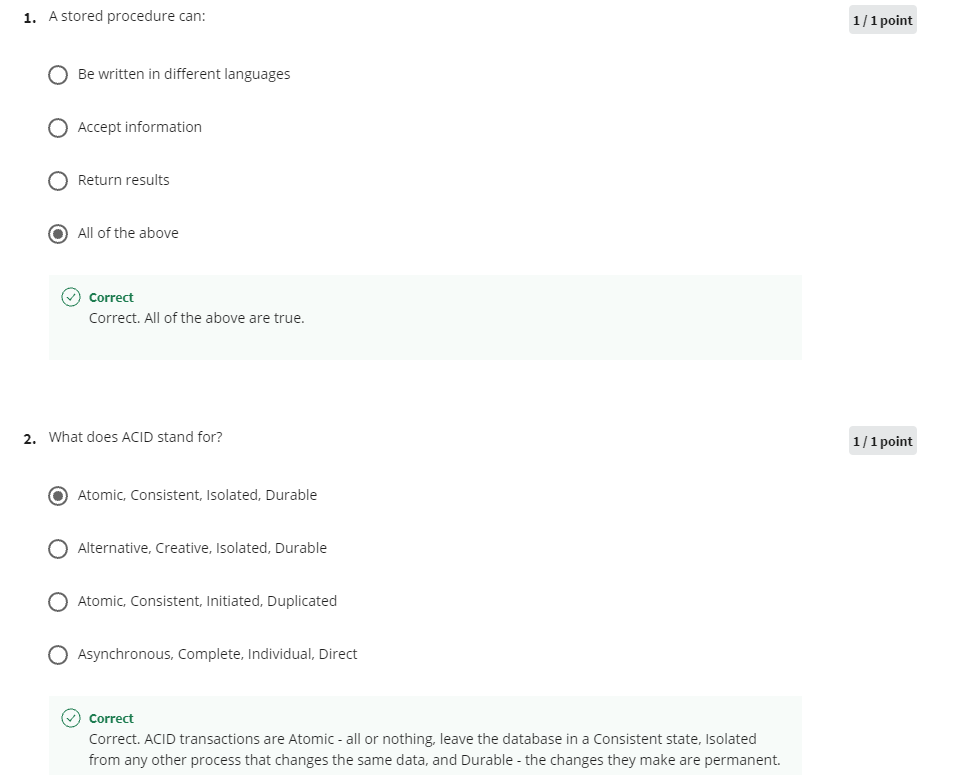 1. A stored procedure can:
1 / 1 point
Be written in different languages
Accept information
Return results
All of the above
Correct
Correct. All of the above are true.
2. What does ACID stand for?
1 / 1 point
Atomic, Consistent, Isolated, Durable
Alternative, Creative, Isolated, Durable
Atomic, Consistent, Initiated, Duplicated
Asynchronous, Complete, Individual, Direct
Correct
Correct. ACID transactions are Atomic - all or nothing, leave the database in a Consistent state, Isolated
from any other process that changes the same data, and Durable - the changes they make are permanent.